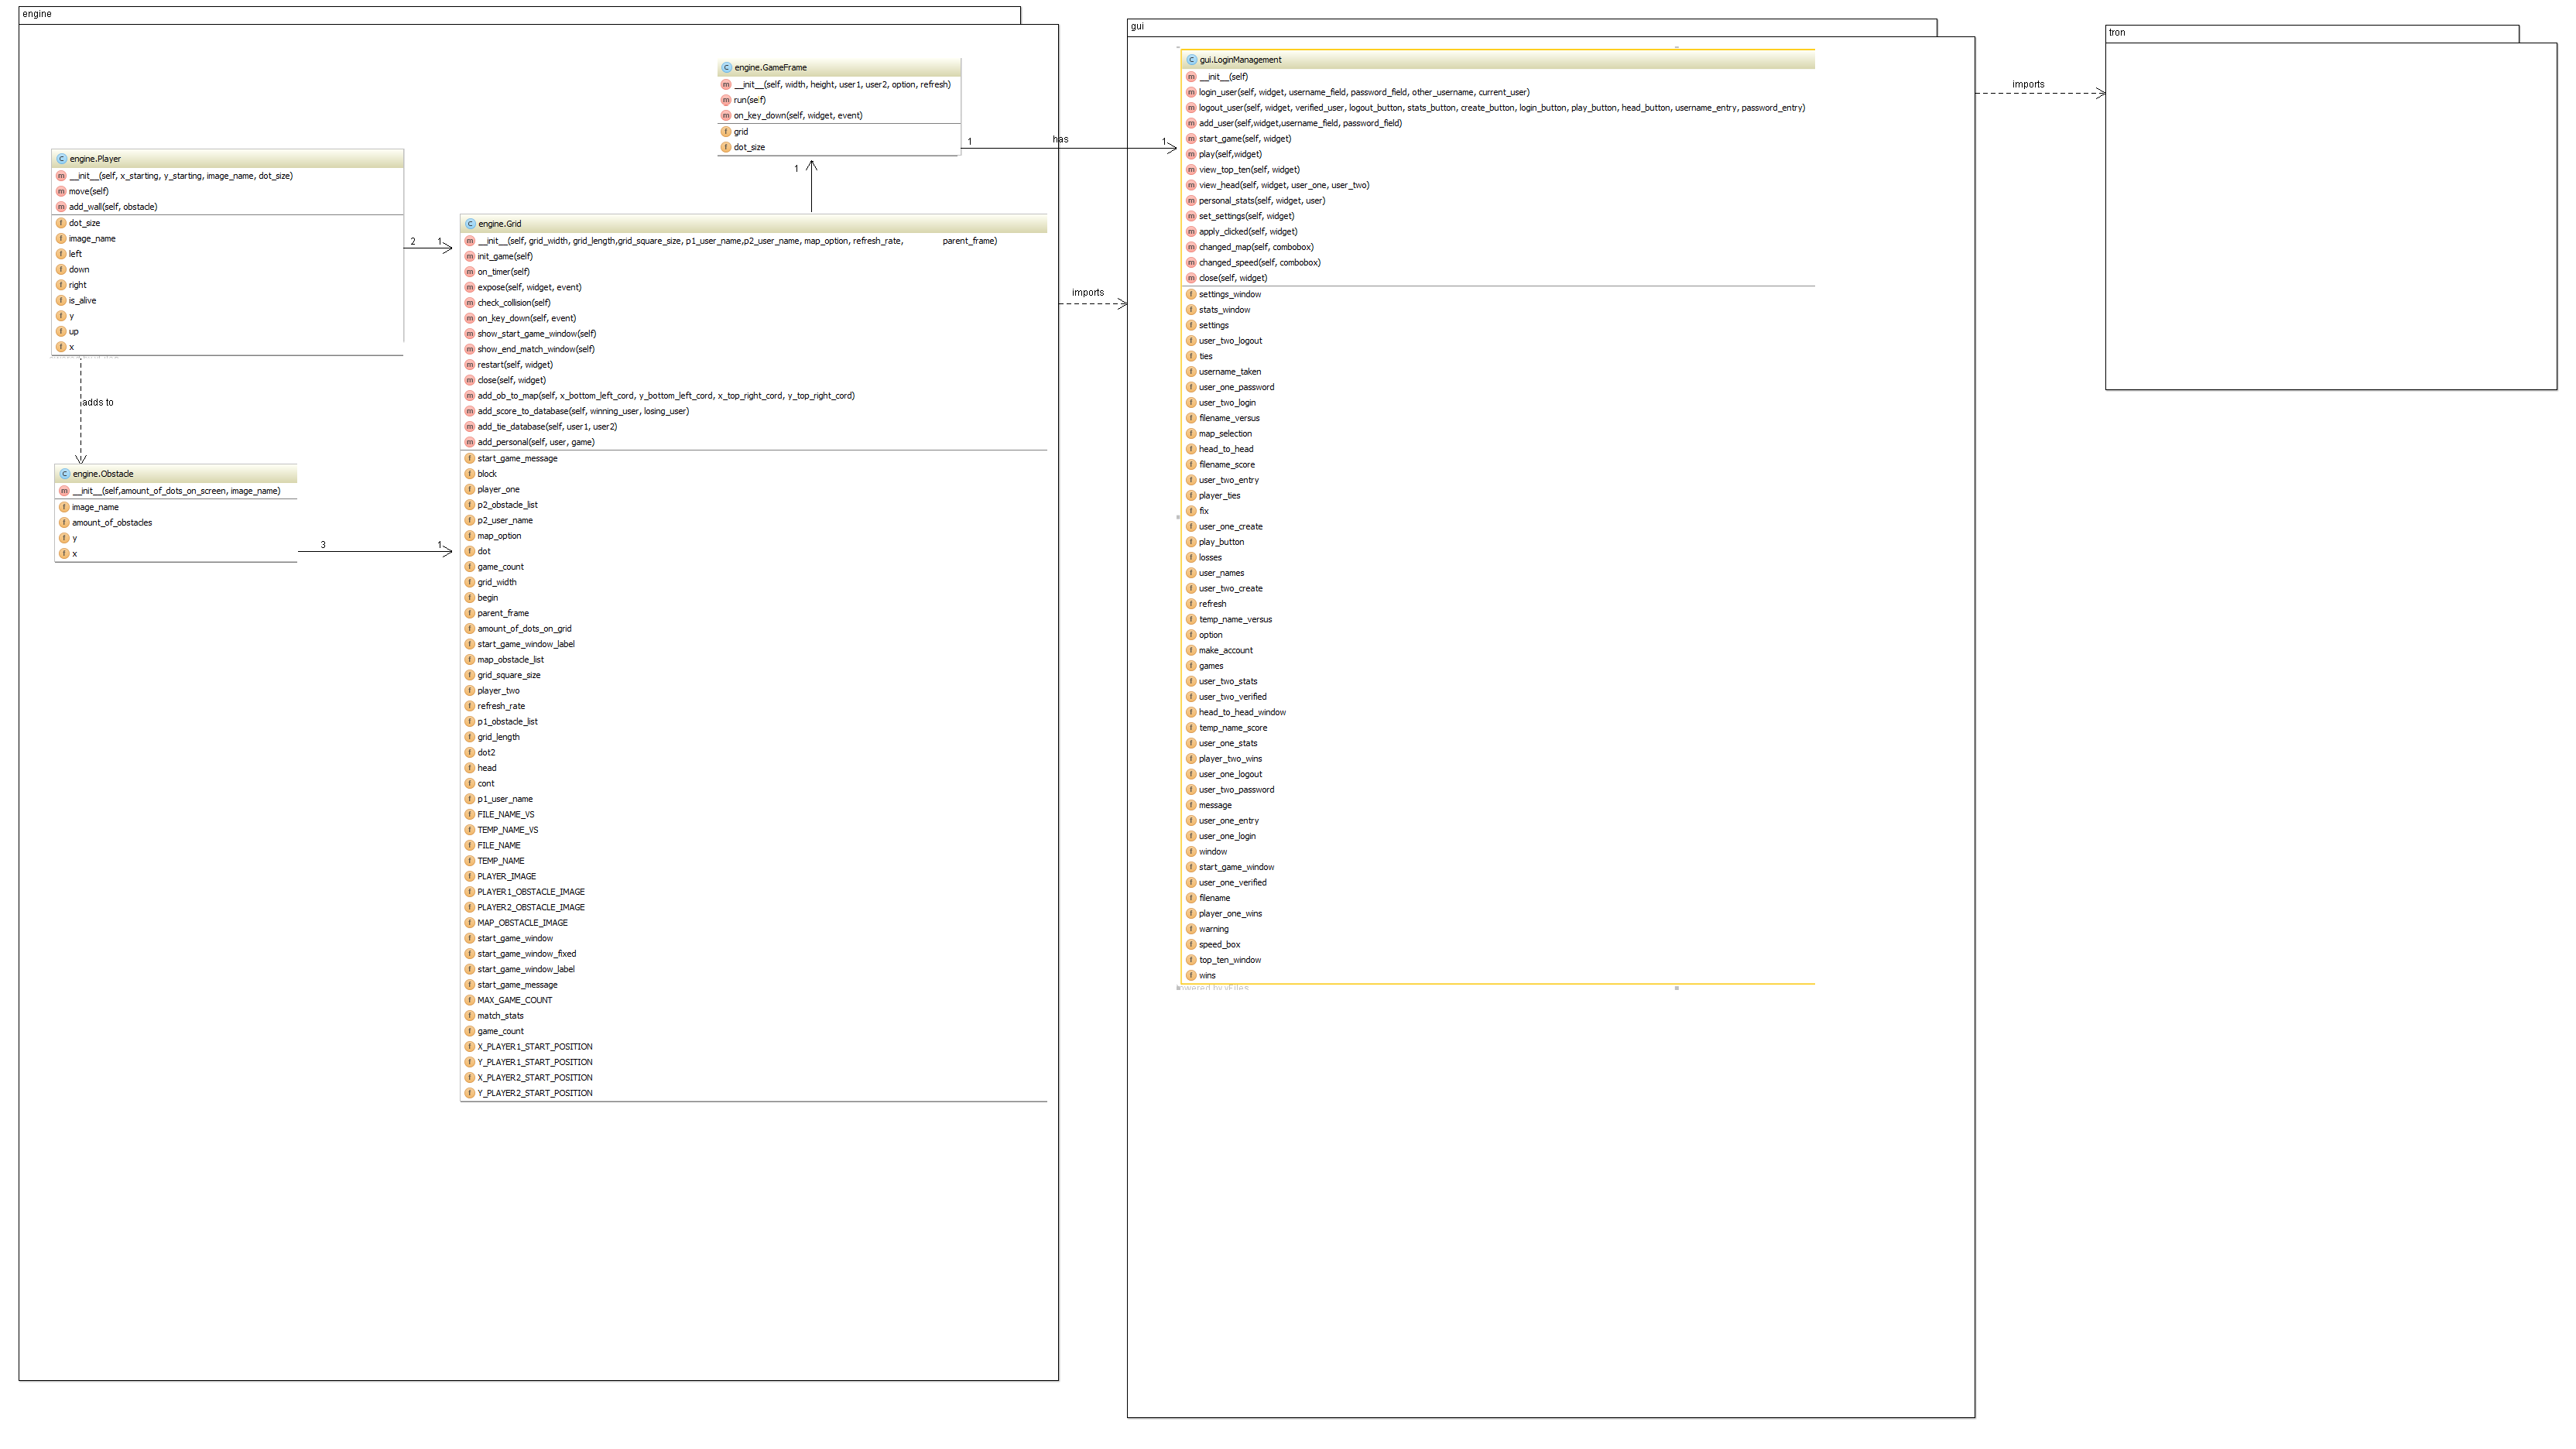 engine
engine.GameFrame
__init__(self, width, height, user1, user2, option, refresh)
run(self)
on_key_down(self, widget, event)
grid
dot_size
1
has
1
1
engine.Player
__init__(self, x_starting, y_starting, image_name, dot_size)
move(self)
add_wall(self, obstacle)
dot_size
image_name
left
down
right
is_alive
y
up
x
2
1
adds to
engine.Obstacle
__init__(self,amount_of_dots_on_screen, image_name)
image_name
amount_of_obstacles
y
x
3
1
engine.Grid
__init__(self, grid_width, grid_length,grid_square_size, p1_user_name,p2_user_name, map_option, refresh_rate, parent_frame)
init_game(self)
on_timer(self)
expose(self, widget, event)
check_collision(self)
on_key_down(self, event)
show_start_game_window(self)
show_end_match_window(self)
restart(self, widget)
close(self, widget)
add_ob_to_map(self, x_bottom_left_cord, y_bottom_left_cord, x_top_right_cord, y_top_right_cord)
add_score_to_database(self, winning_user, losing_user)
add_tie_database(self, user1, user2)
add_personal(self, user, game)
start_game_message
block
player_one
p2_obstacle_list
p2_user_name
map_option
dot
game_count
grid_width
begin
parent_frame
amount_of_dots_on_grid
start_game_window_label
map_obstacle_list
grid_square_size
player_two
refresh_rate
p1_obstacle_list
grid_length
dot2
head
cont
p1_user_name
FILE_NAME_VS
TEMP_NAME_VS
FILE_NAME
TEMP_NAME
PLAYER_IMAGE
PLAYER1_OBSTACLE_IMAGE
PLAYER2_OBSTACLE_IMAGE
MAP_OBSTACLE_IMAGE
start_game_window
start_game_window_fixed
start_game_window_label
start_game_message
MAX_GAME_COUNT
match_stats
game_count
X_PLAYER1_START_POSITION
Y_PLAYER1_START_POSITION
X_PLAYER2_START_POSITION
Y_PLAYER2_START_POSITION
imports
gui
gui.LoginManagement
__init__(self)
login_user(self, widget, username_field, password_field, other_username, current_user)
logout_user(self, widget, verified_user, logout_button, stats_button, create_button, login_button, play_button, head_button, username_entry, password_entry)
add_user(self,widget,username_field, password_field)
start_game(self, widget)
play(self,widget)
view_top_ten(self, widget)
view_head(self, widget, user_one, user_two)
personal_stats(self, widget, user)
set_settings(self, widget)
apply_clicked(self, widget)
changed_map(self, combobox)
changed_speed(self, combobox)
close(self, widget)
settings_window
stats_window
settings
user_two_logout
ties
username_taken
user_one_password
user_two_login
filename_versus
map_selection
head_to_head
filename_score
user_two_entry
player_ties
fix
user_one_create
play_button
losses
user_names
user_two_create
refresh
temp_name_versus
option
make_account
games
user_two_stats
user_two_verified
head_to_head_window
temp_name_score
user_one_stats
player_two_wins
user_one_logout
user_two_password
message
user_one_entry
user_one_login
window
start_game_window
user_one_verified
filename
player_one_wins
warning
speed_box
top_ten_window
wins
owered by yFiles
imports
tron